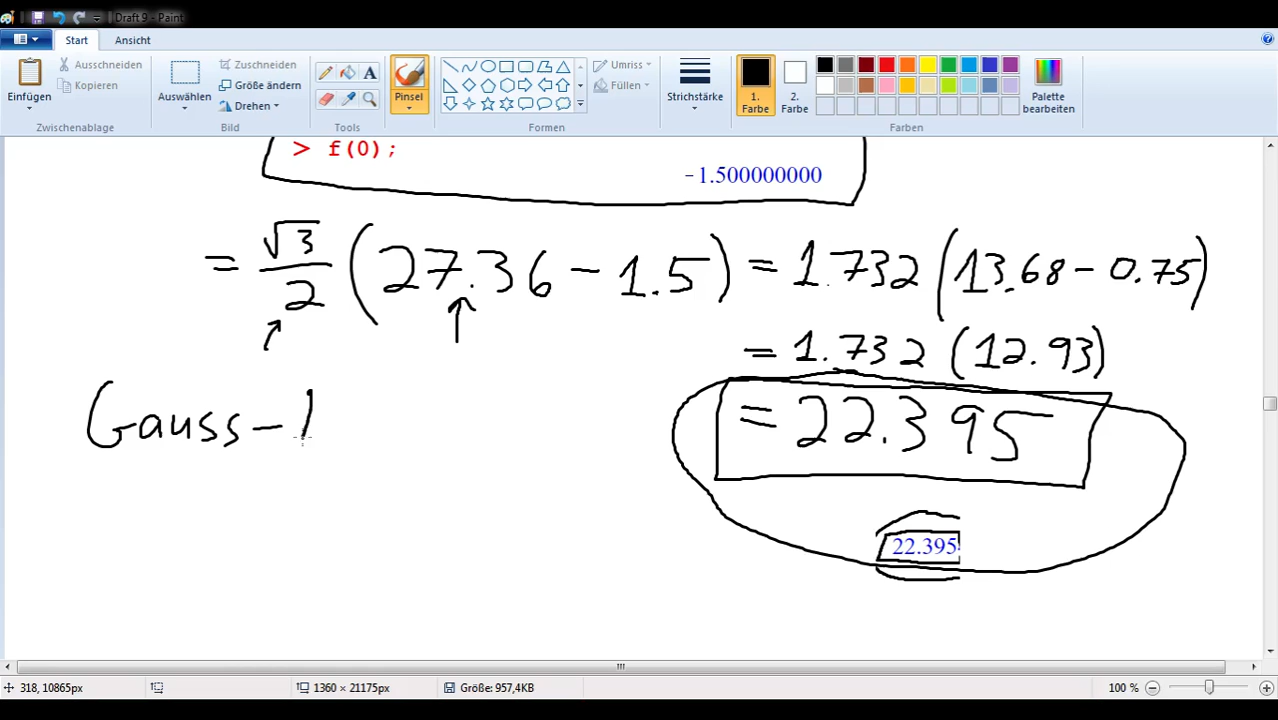 Draft 9 - Paint
Start Ansicht
Einfügen
Ausschneiden
Kopieren
Zwischenablage
Auswählen
Zuschneiden
Größe ändern
Drehen
Bild
A
Tools
Pinsel
Umriss
Füllen
Formen
Strichstärke
1. Farbe
2. Farbe
Palette bearbeiten
Farben
> f(0);
-1.500000000
= √3/2 (27.36 - 1.5) = 1.732 (13.68 - 0.75)
= 1.732 (12.93)
Gauss-
= 22.395
22.395
318, 10865px
1360 × 21175px
Größe: 957,4KB
100 %